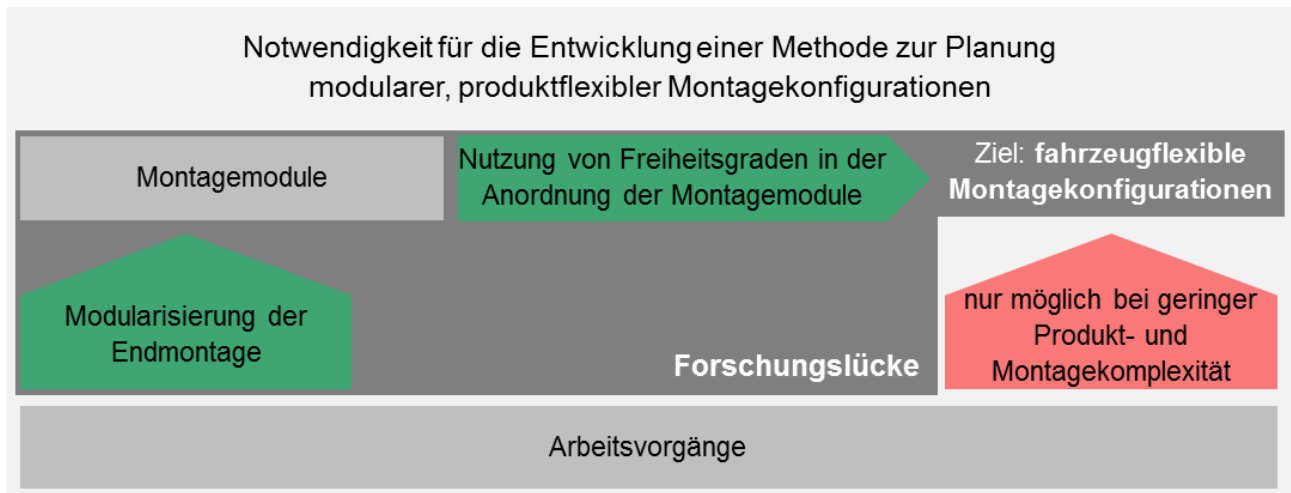 Notwendigkeit für die Entwicklung einer Methode zur Planung
modularer, produktflexibler Montagekonfigurationen
Montagemodule
Nutzung von Freiheitsgraden in der
Anordnung der Montagemodule
Ziel: fahrzeugflexible
Montagekonfigurationen
Modularisierung der
Endmontage
Forschungslücke
nur möglich bei geringer
Produkt- und
Montagekomplexität
Arbeitsvorgänge